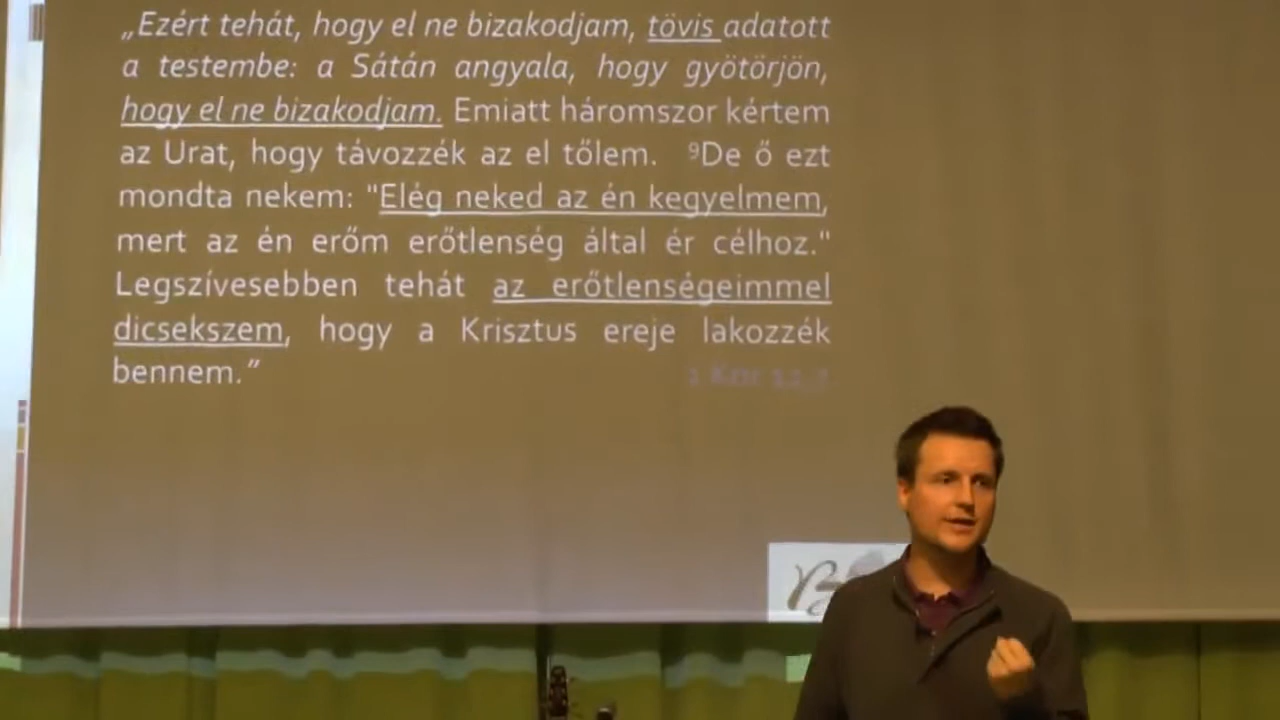 „Ezért tehát, hogy el ne bizakodjam, tövis adatott
a testembe: a Sátán angyala, hogy gyötörjön,
hogy el ne bizakodjam. Emiatt háromszor kértem
az Urat, hogy távozzék az el tőlem. ⁹De ő ezt
mondta nekem: "Elég neked az én kegyelmem,
mert az én erőm erőtlenség által ér célhoz."
Legszívesebben tehát az erőtlenségeimmel
dicsekszem, hogy a Krisztus ereje lakozzék
bennem.”